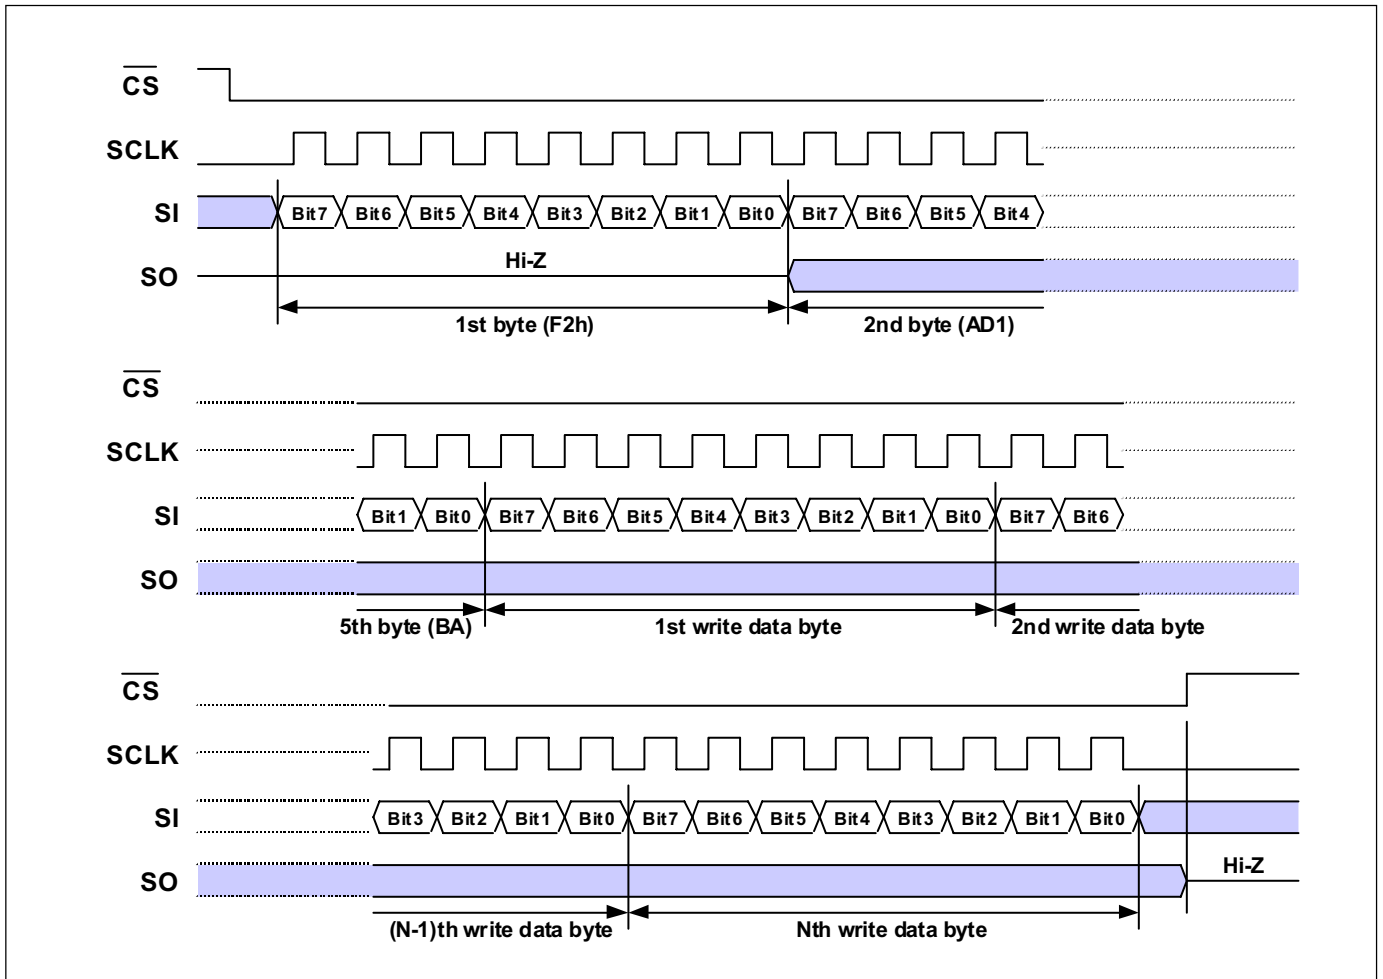 CS
SCLK
SI Bit7 Bit6 Bit5 Bit4 Bit3 Bit2 Bit1 Bit0 Bit7 Bit6 Bit5 Bit4
Hi-Z
SO
1st byte (F2h) 2nd byte (AD1)
CS
SCLK
SI Bit1 Bit0 Bit7 Bit6 Bit5 Bit4 Bit3 Bit2 Bit1 Bit0 Bit7 Bit6
SO
5th byte (BA) 1st write data byte 2nd write data byte
CS
SCLK
SI Bit3 Bit2 Bit1 Bit0 Bit7 Bit6 Bit5 Bit4 Bit3 Bit2 Bit1 Bit0
SO Hi-Z
(N-1)th write data byte Nth write data byte